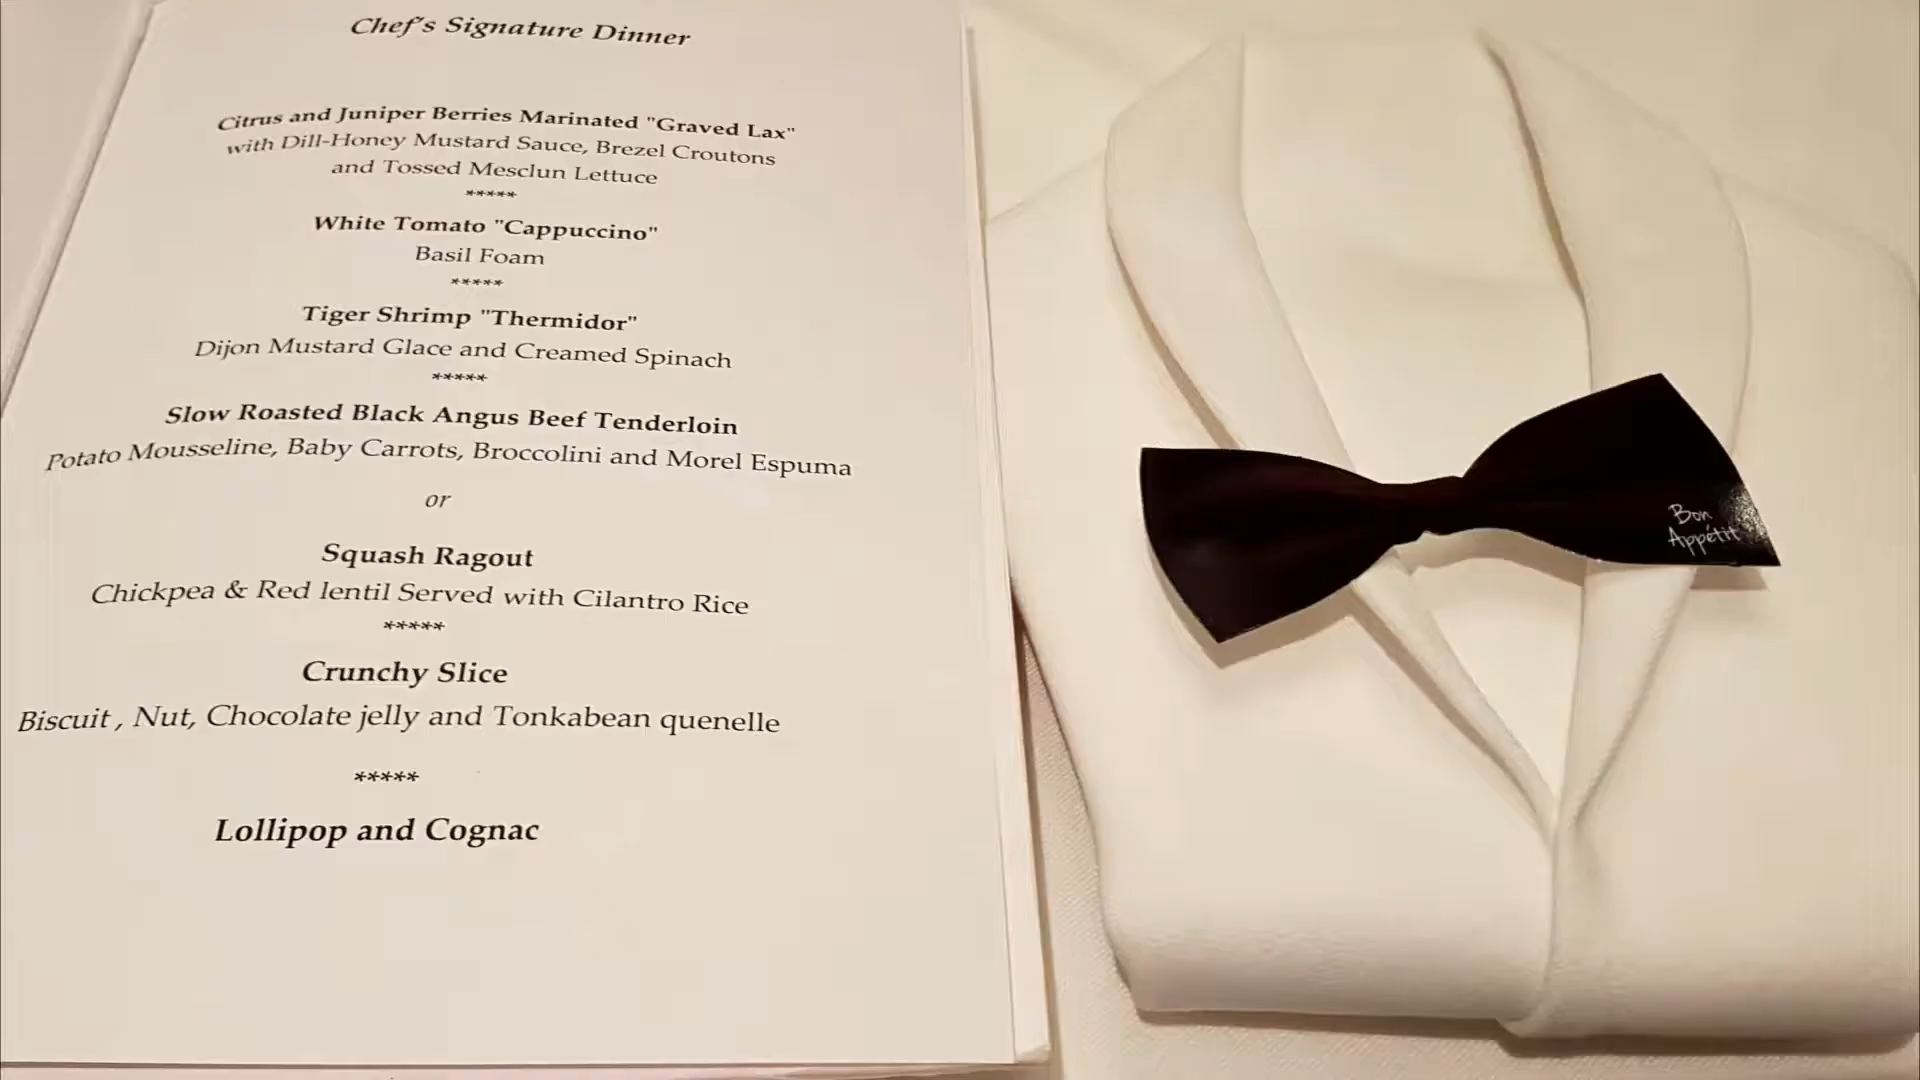 Chef's Signature Dinner
Citrus and Juniper Berries Marinated "Graved Lax"
with Dill-Honey Mustard Sauce, Brezel Croutons
and Tossed Mesclun Lettuce
*****
White Tomato "Cappuccino"
Basil Foam
*****
Tiger Shrimp "Thermidor"
Dijon Mustard Glace and Creamed Spinach
*****
Slow Roasted Black Angus Beef Tenderloin
Potato Mousseline, Baby Carrots, Broccolini and Morel Espuma
or
Squash Ragout
Chickpea & Red lentil Served with Cilantro Rice
*****
Crunchy Slice
Biscuit , Nut, Chocolate jelly and Tonkabean quenelle
*****
Lollipop and Cognac
Bon
Appétit